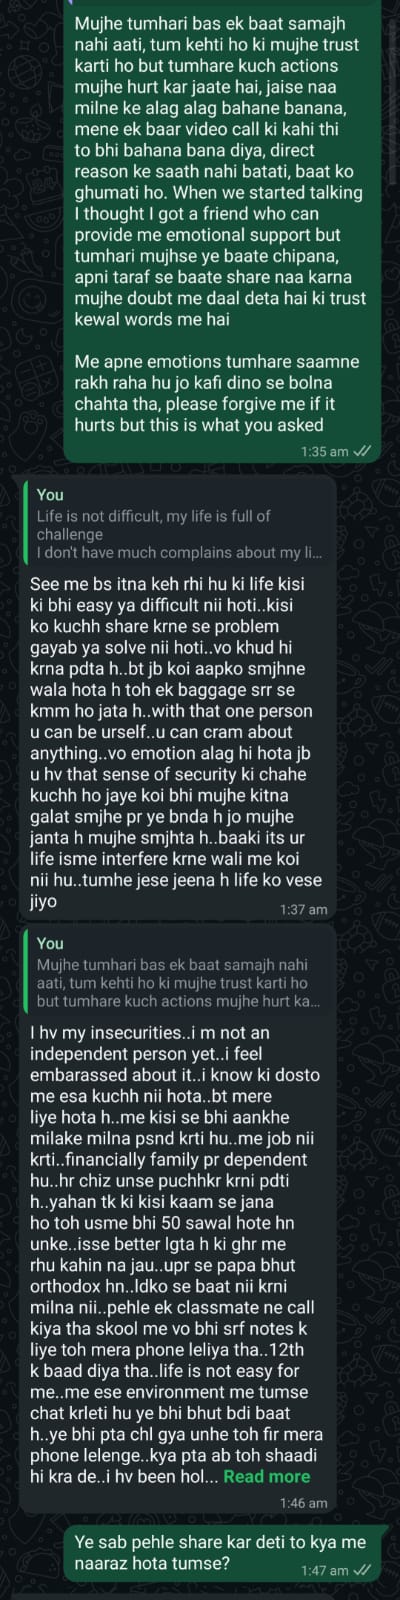 Mujhe tumhari bas ek baat samajh
nahi aati, tum kehti ho ki mujhe trust
karti ho but tumhare kuch actions
mujhe hurt kar jaate hai, jaise naa
milne ke alag alag bahane banana,
mene ek baar video call ki kahi thi
to bhi bahana bana diya, direct
reason ke saath nahi batati, baat ko
ghumati ho. When we started talking
I thought I got a friend who can
provide me emotional support but
tumhari mujhse ye baate chipana,
apni taraf se baate share naa karna
mujhe doubt me daal deta hai ki trust
kewal words me hai
Me apne emotions tumhare saamne
rakh raha hu jo kafi dino se bolna
chahta tha, please forgive me if it
hurts but this is what you asked
1:35 am
You
Life is not difficult, my life is full of
challenge
I don't have much complains about my li...
See me bs itna keh rhi hu ki life kisi
ki bhi easy ya difficult nii hoti..kisi
ko kuchh share krne se problem
gayab ya solve nii hoti..vo khud hi
krna pdta h..bt jb koi aapko smjhne
wala hota h toh ek baggage srr se
kmm ho jata h..with that one person
u can be urself..u can cram about
anything..vo emotion alag hi hota jb
u hv that sense of security ki chahe
kuchh ho jaye koi bhi mujhe kitna
galat smjhe pr ye bnda h jo mujhe
janta h mujhe smjhta h..baaki its ur
life isme interfere krne wali me koi
nii hu..tumhe jese jeena h life ko vese
jiyo
1:37 am
You
Mujhe tumhari bas ek baat samajh nahi
aati, tum kehti ho ki mujhe trust karti ho
but tumhare kuch actions mujhe hurt ka...
I hv my insecurities..i m not an
independent person yet..i feel
embarassed about it..i know ki dosto
me esa kuchh nii hota..bt mere
liye hota h..me kisi se bhi aankhe
milake milna psnd krti hu..me job nii
krti..financially family pr dependent
hu..hr chiz unse puchhkr krni pdti
h..yahan tk ki kisi kaam se jana
ho toh usme bhi 50 sawal hote hn
unke..isse better lgta h ki ghr me
rhu kahin na jau..upr se papa bhut
orthodox hn..ldko se baat nii krni
milna nii..pehle ek classmate ne call
kiya tha skool me vo bhi srf notes k
liye toh mera phone leliya tha..12th
k baad diya tha..life is not easy for
me..me ese environment me tumse
chat krleti hu ye bhi bhut bdi baat
h..ye bhi pta chl gya unhe toh fir mera
phone lelenge..kya pta ab toh shaadi
hi kra de..i hv been hol... Read more
1:46 am
Ye sab pehle share kar deti to kya me
naaraz hota tumse?
1:47 am